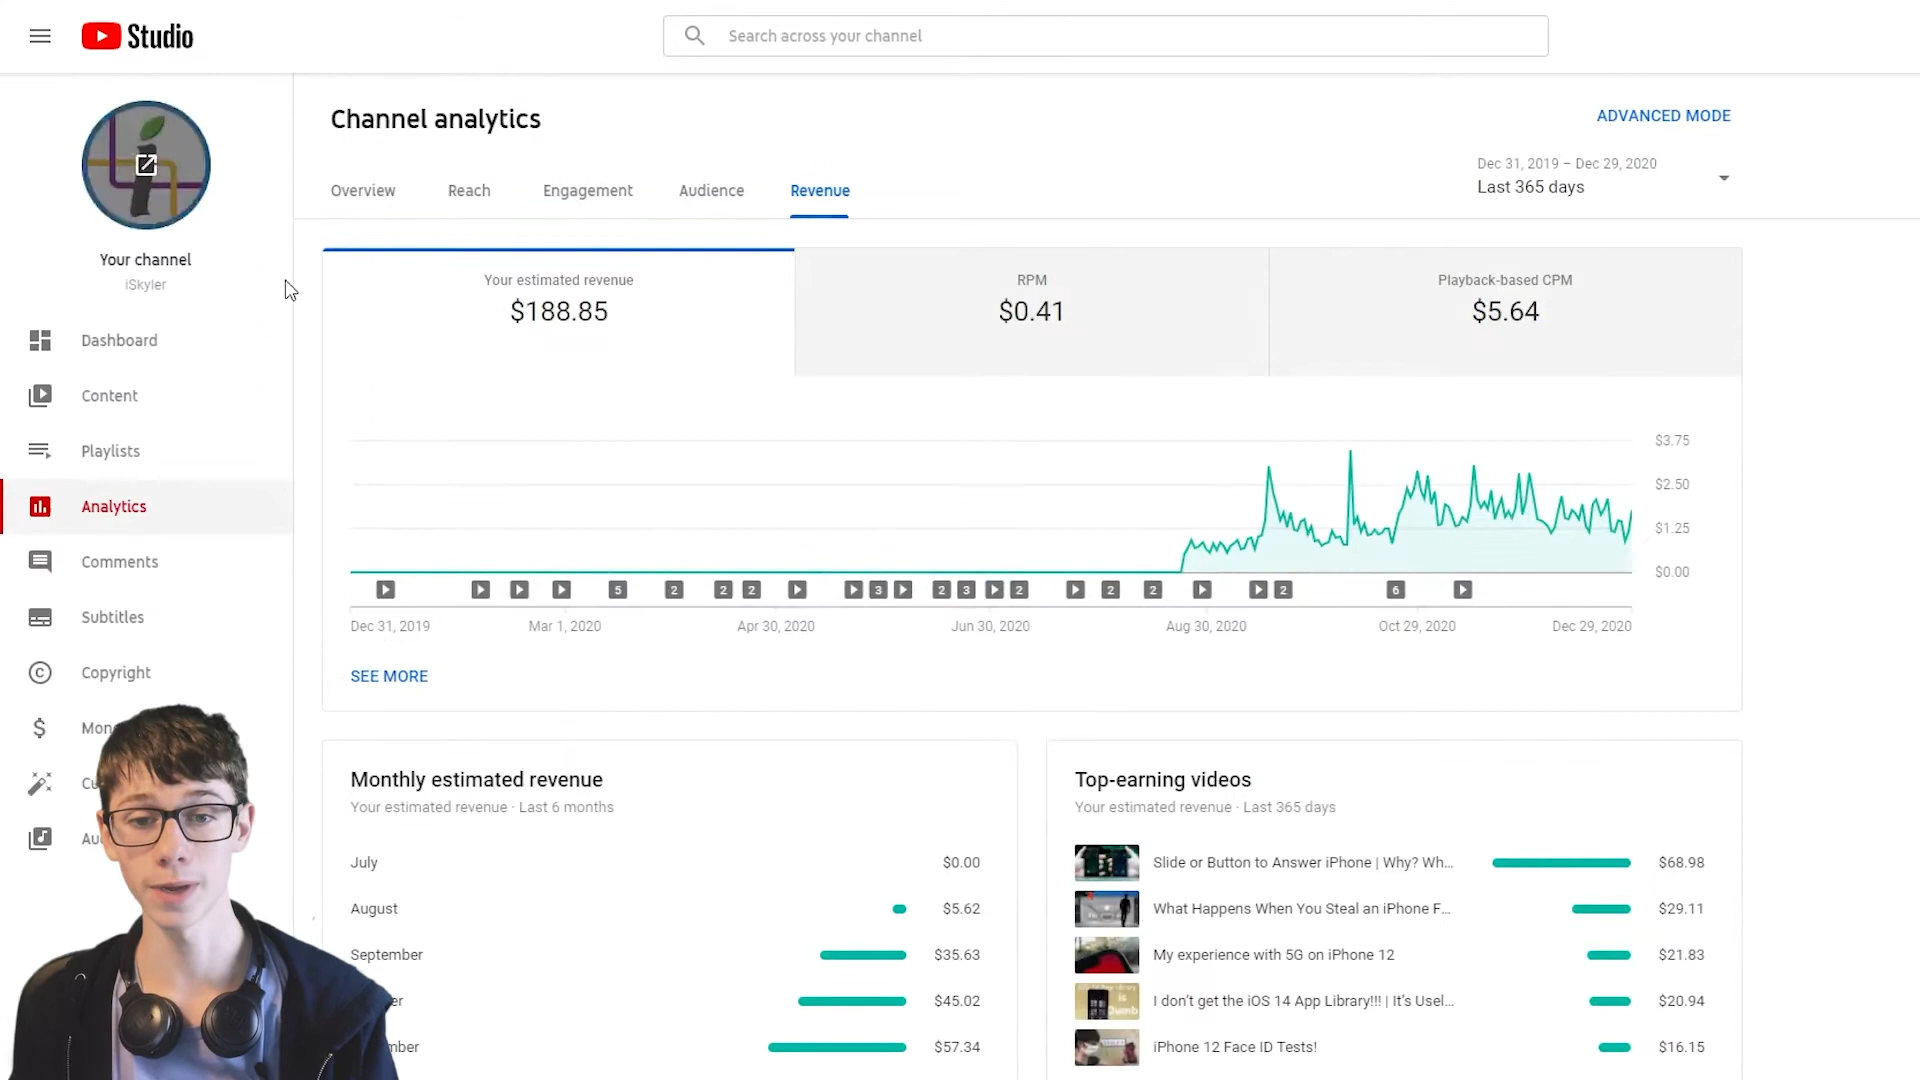 Studio
Search across your channel
Channel analytics
ADVANCED MODE
Dec 31, 2019 – Dec 29, 2020
Last 365 days
Overview
Reach
Engagement
Audience
Revenue
Your channel
iSkyler
Dashboard
Content
Playlists
Analytics
Comments
Subtitles
Copyright
Your estimated revenue
$188.85
RPM
$0.41
Playback-based CPM
$5.64
$3.75
$2.50
$1.25
$0.00
5 2 2 2 3 2 3 2 2 2 2 6
Dec 31, 2019
Mar 1, 2020
Apr 30, 2020
Jun 30, 2020
Aug 30, 2020
Oct 29, 2020
Dec 29, 2020
SEE MORE
Monthly estimated revenue
Your estimated revenue · Last 6 months
July $0.00
August $5.62
September $35.63
$45.02
$57.34
Top-earning videos
Your estimated revenue · Last 365 days
Slide or Button to Answer iPhone | Why? Wh... $68.98
What Happens When You Steal an iPhone F... $29.11
My experience with 5G on iPhone 12 $21.83
I don't get the iOS 14 App Library!!! | It's Usel... $20.94
iPhone 12 Face ID Tests! $16.15